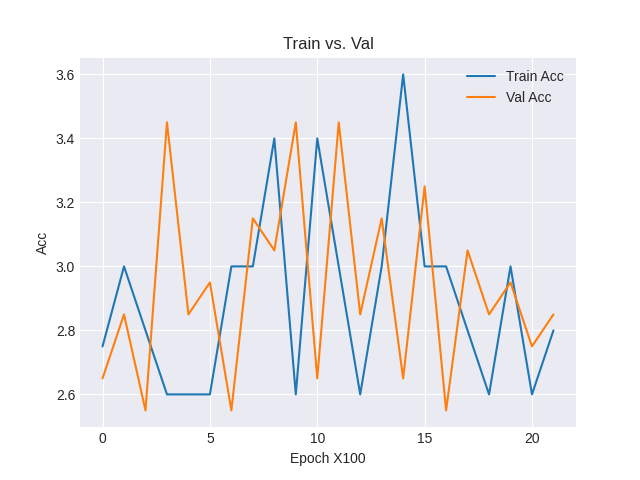 Train vs. Val
Train Acc
Val Acc
3.6
3.4
3.2
3.0
2.8
2.6
Acc
0 5 10 15 20
Epoch X100